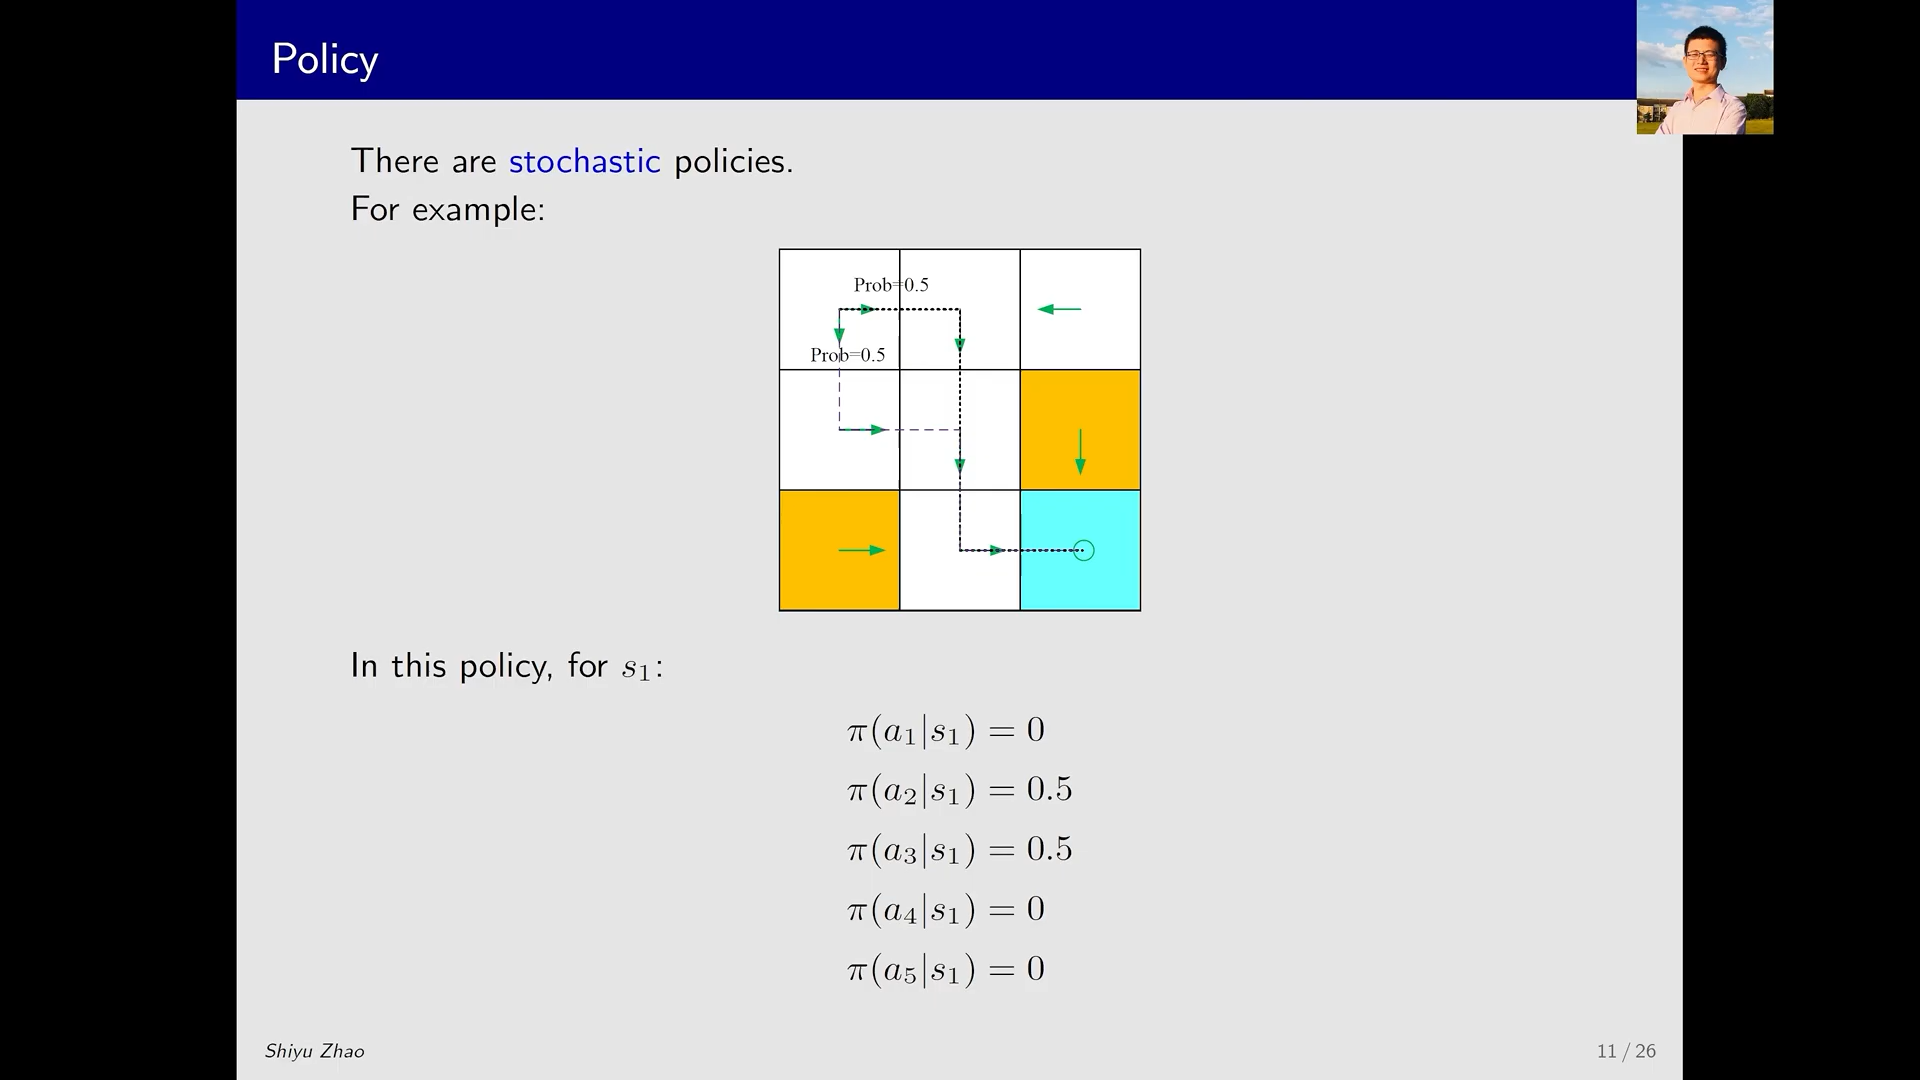 Policy
There are stochastic policies.
For example:
Prob=0.5
Prob=0.5
In this policy, for s₁:
π(a₁|s₁) = 0
π(a₂|s₁) = 0.5
π(a₃|s₁) = 0.5
π(a₄|s₁) = 0
π(a₅|s₁) = 0
Shiyu Zhao
11 / 26